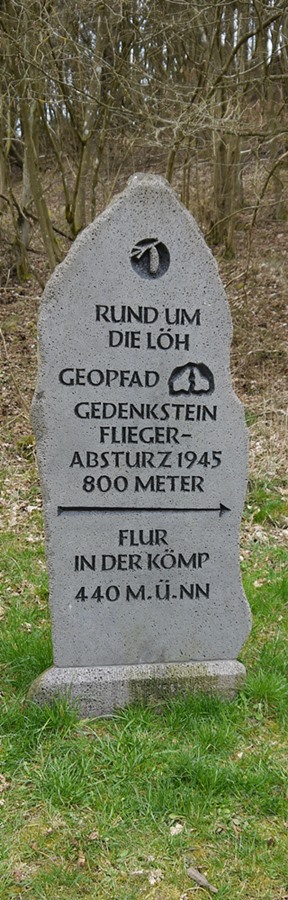 RUND UM
DIE LÖH
GEOPFAD
GEDENKSTEIN
FLIEGER-
ABSTURZ 1945
800 METER
FLUR
IN DER KÖMP
440 M.Ü.NN